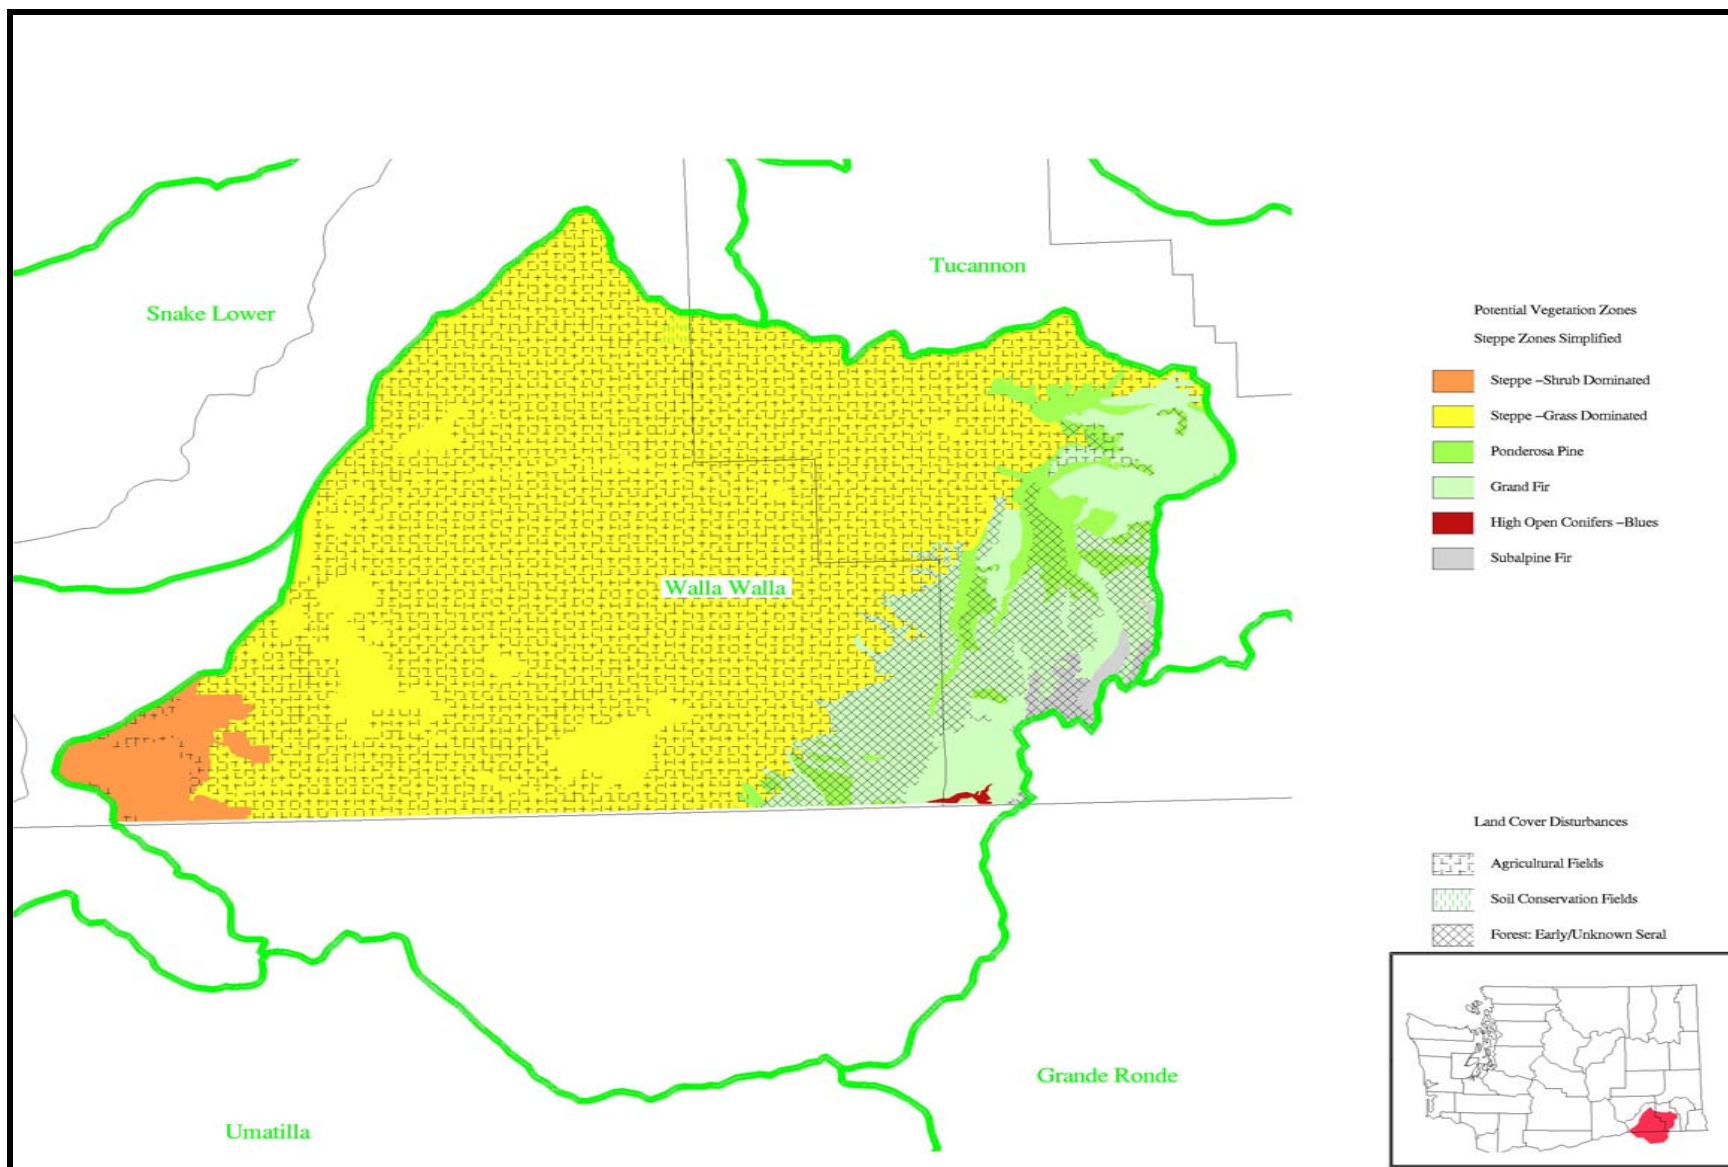 Tucannon
Snake Lower
Walla Walla
Grande Ronde
Umatilla
Potential Vegetation Zones
Steppe Zones Simplified
Steppe –Shrub Dominated
Steppe –Grass Dominated
Ponderosa Pine
Grand Fir
High Open Conifers –Blues
Subalpine Fir
Land Cover Disturbances
Agricultural Fields
Soil Conservation Fields
Forest: Early/Unknown Seral